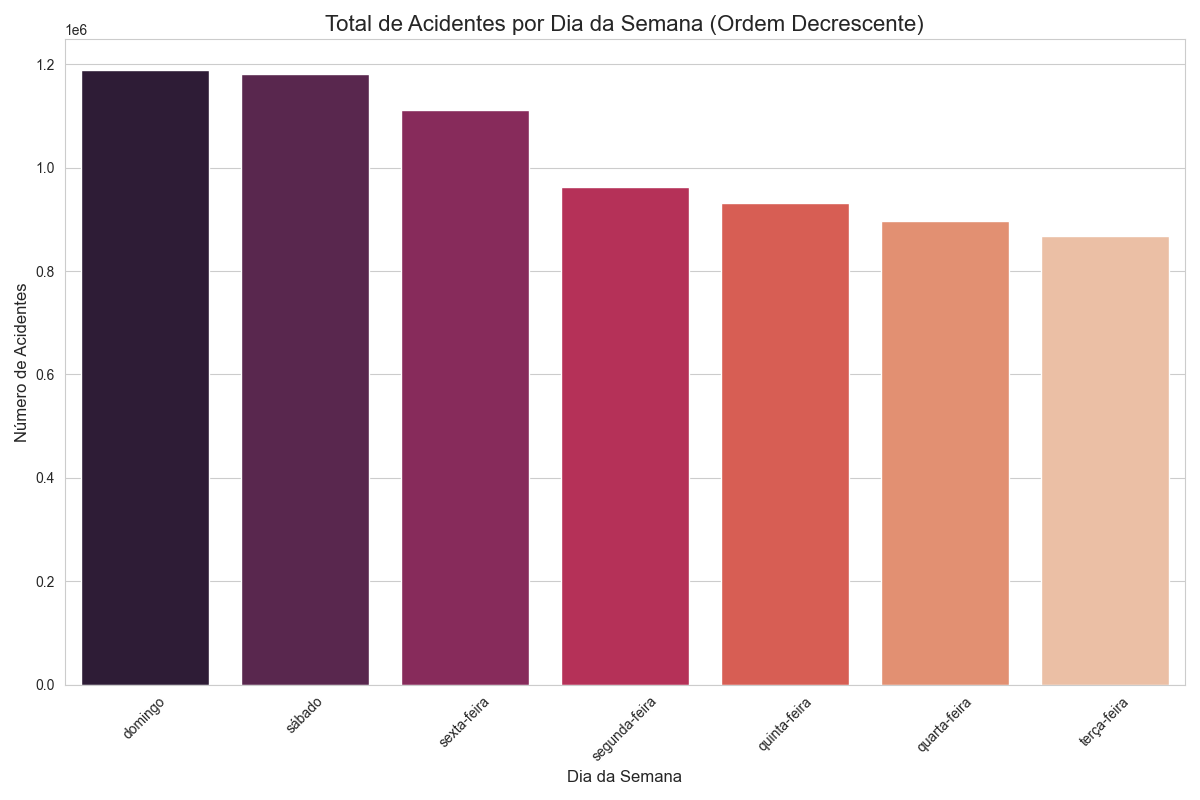 Total de Acidentes por Dia da Semana (Ordem Decrescente)
1e6
1.2
1.0
0.8
0.6
0.4
0.2
0.0
Número de Acidentes
domingo
sábado
sexta-feira
segunda-feira
quinta-feira
quarta-feira
terça-feira
Dia da Semana